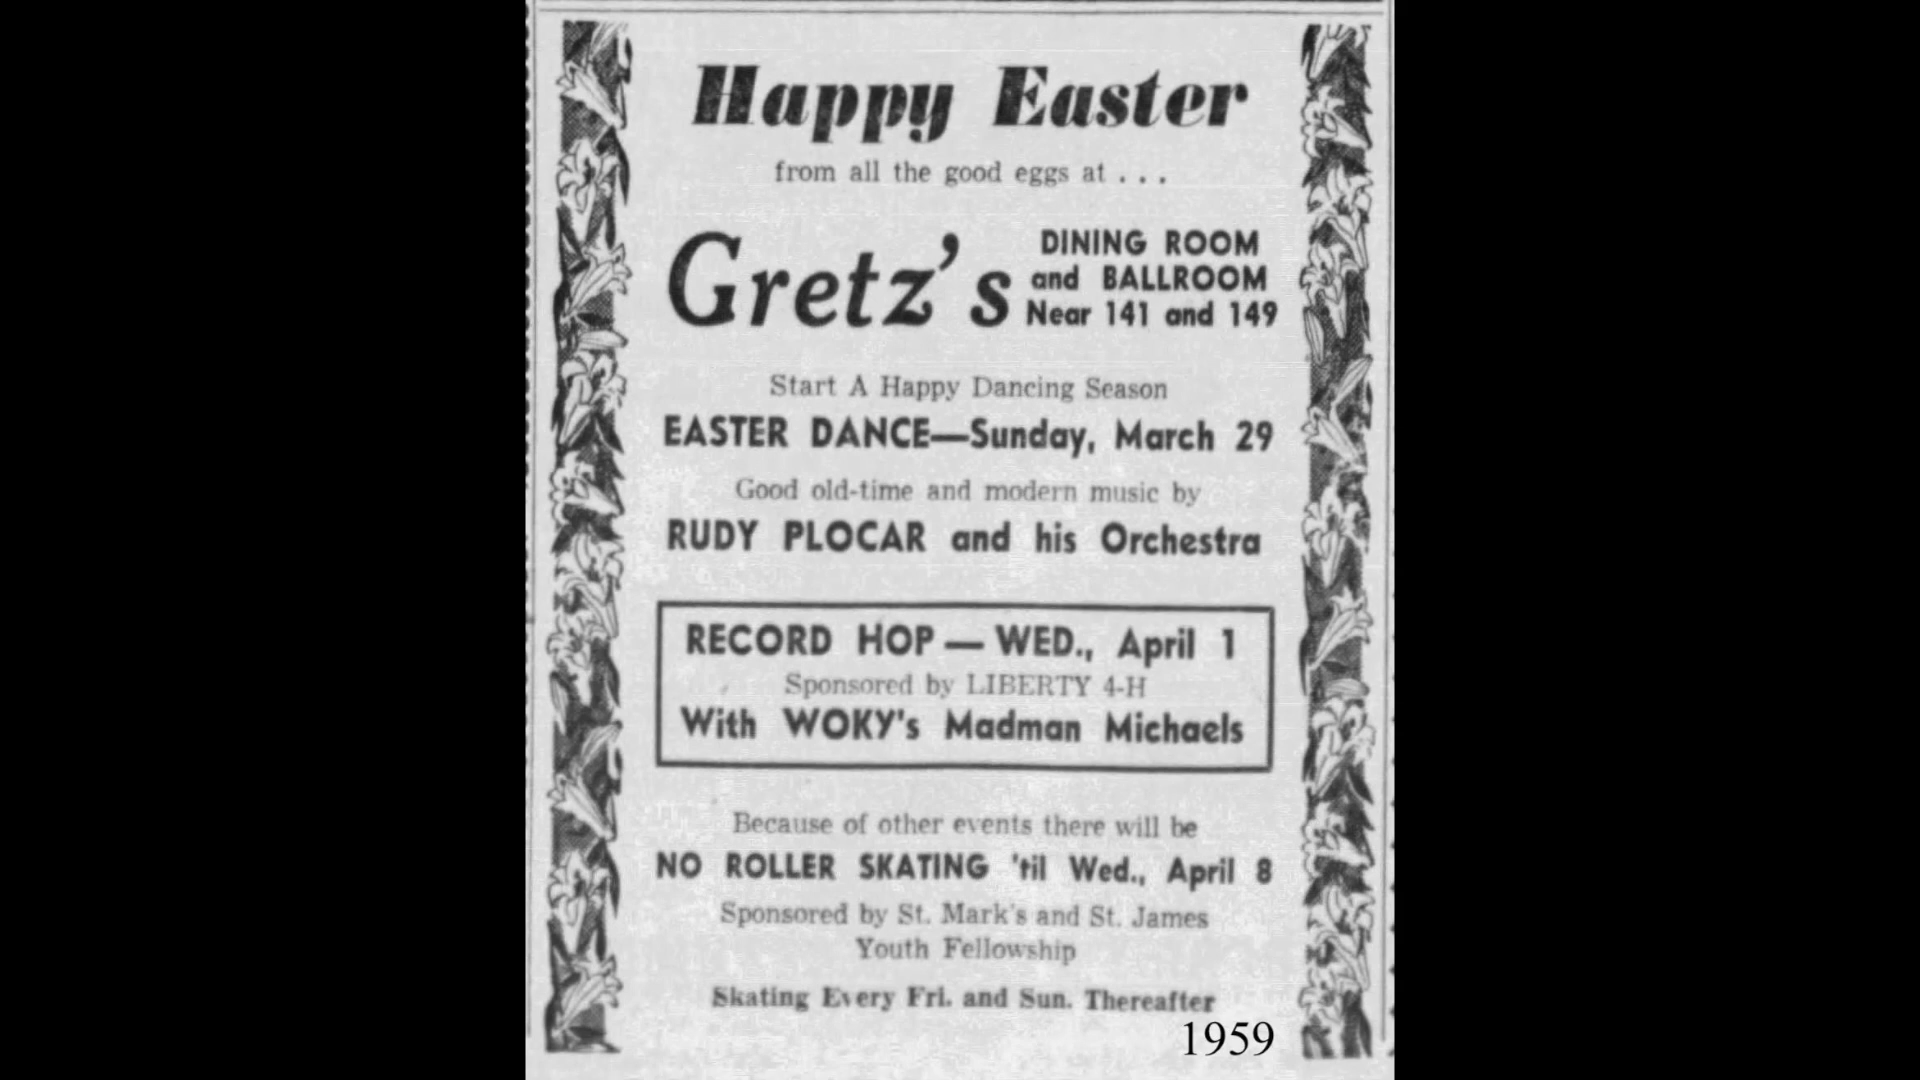 Happy Easter
from all the good eggs at . . .
Gretz's
DINING ROOM
and BALLROOM
Near 141 and 149
Start A Happy Dancing Season
EASTER DANCE—Sunday, March 29
Good old-time and modern music by
RUDY PLOCAR and his Orchestra
RECORD HOP — WED., April 1
Sponsored by LIBERTY 4-H
With WOKY's Madman Michaels
Because of other events there will be
NO ROLLER SKATING 'til Wed., April 8
Sponsored by St. Mark's and St. James
Youth Fellowship
Skating Every Fri. and Sun. Thereafter
1959